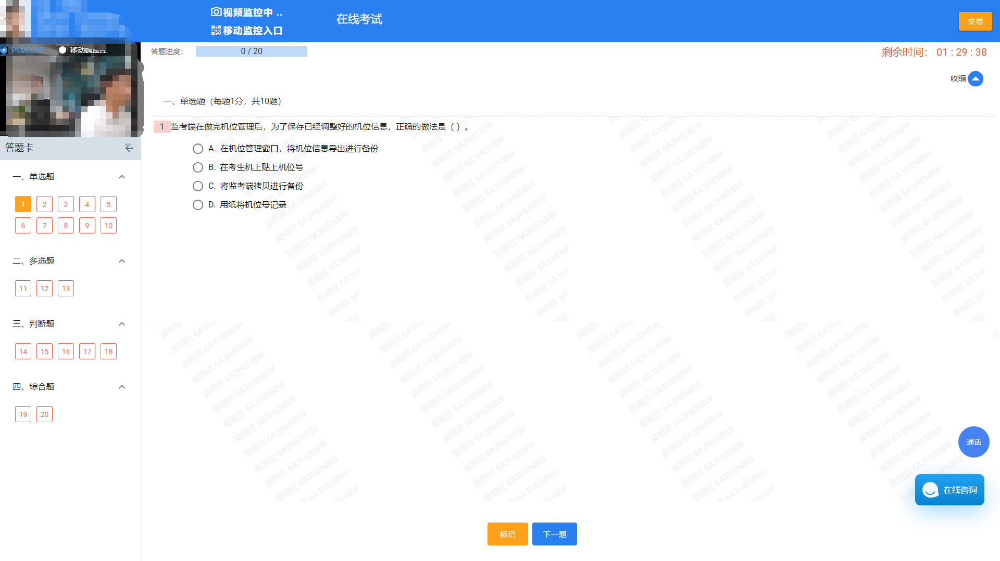 视频监控中 ..
移动监控入口
在线考试
交卷
PC端监控
移动端监控
答题进度：
0 / 20
剩余时间： 01 : 29 : 38
收缩
一、单选题（每题1分，共10题）
1 监考端在做完机位管理后，为了保存已经调整好的机位信息，正确的做法是（ ）。
A. 在机位管理窗口，将机位信息导出进行备份
B. 在考生机上贴上机位号
C. 将监考端拷贝进行备份
D. 用纸将机位号记录
答题卡
一、单选题
1 2 3 4 5
6 7 8 9 10
二、多选题
11 12 13
三、判断题
14 15 16 17 18
四、综合题
19 20
吴明欣 6A3HENBW
通话
在线咨询
标记
下一题